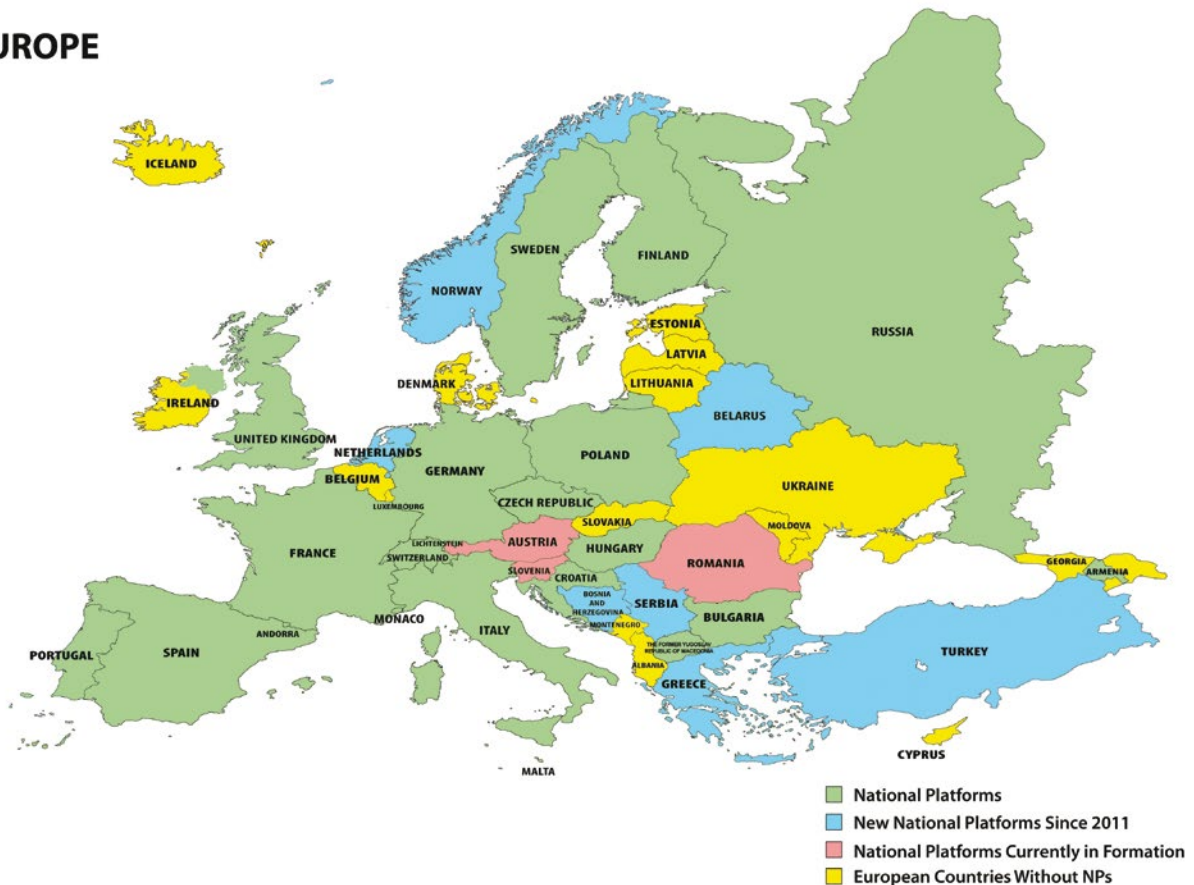 UROPE
ICELAND
SWEDEN
FINLAND
NORWAY
RUSSIA
ESTONIA
LATVIA
DENMARK
LITHUANIA
IRELAND
BELARUS
UNITED KINGDOM
NETHERLANDS
POLAND
GERMANY
BELGIUM
UKRAINE
CZECH REPUBLIC
LUXEMBOURG
SLOVAKIA
MOLDOVA
AUSTRIA
LICHTENSTEJN
HUNGARY
FRANCE
SWITZERLAND
ROMANIA
GEORGIA
SLOVENIA
ARMENIA
CROATIA
BOSNIA
AND
HERZEGOVINA
SERBIA
MONACO
BULGARIA
MONTENEGRO
ITALY
ANDORRA
THE FORMER YUGOSLAV
REPUBLIC OF MACEDONIA
TURKEY
SPAIN
PORTUGAL
ALBANIA
GREECE
CYPRUS
MALTA
National Platforms
New National Platforms Since 2011
National Platforms Currently in Formation
European Countries Without NPs